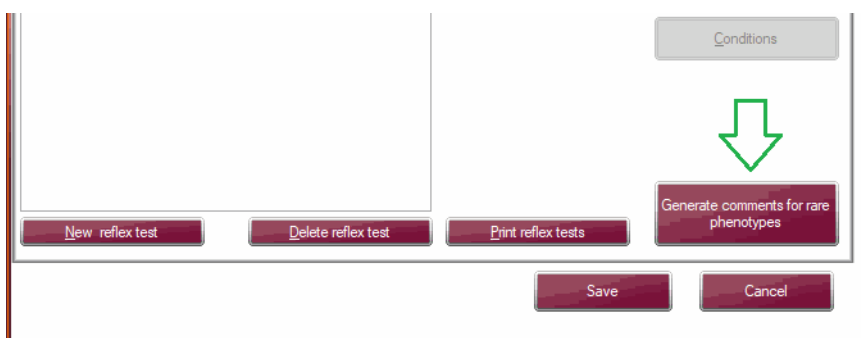 Conditions
Generate comments for rare
phenotypes
New reflex test
Delete reflex test
Print reflex tests
Save
Cancel